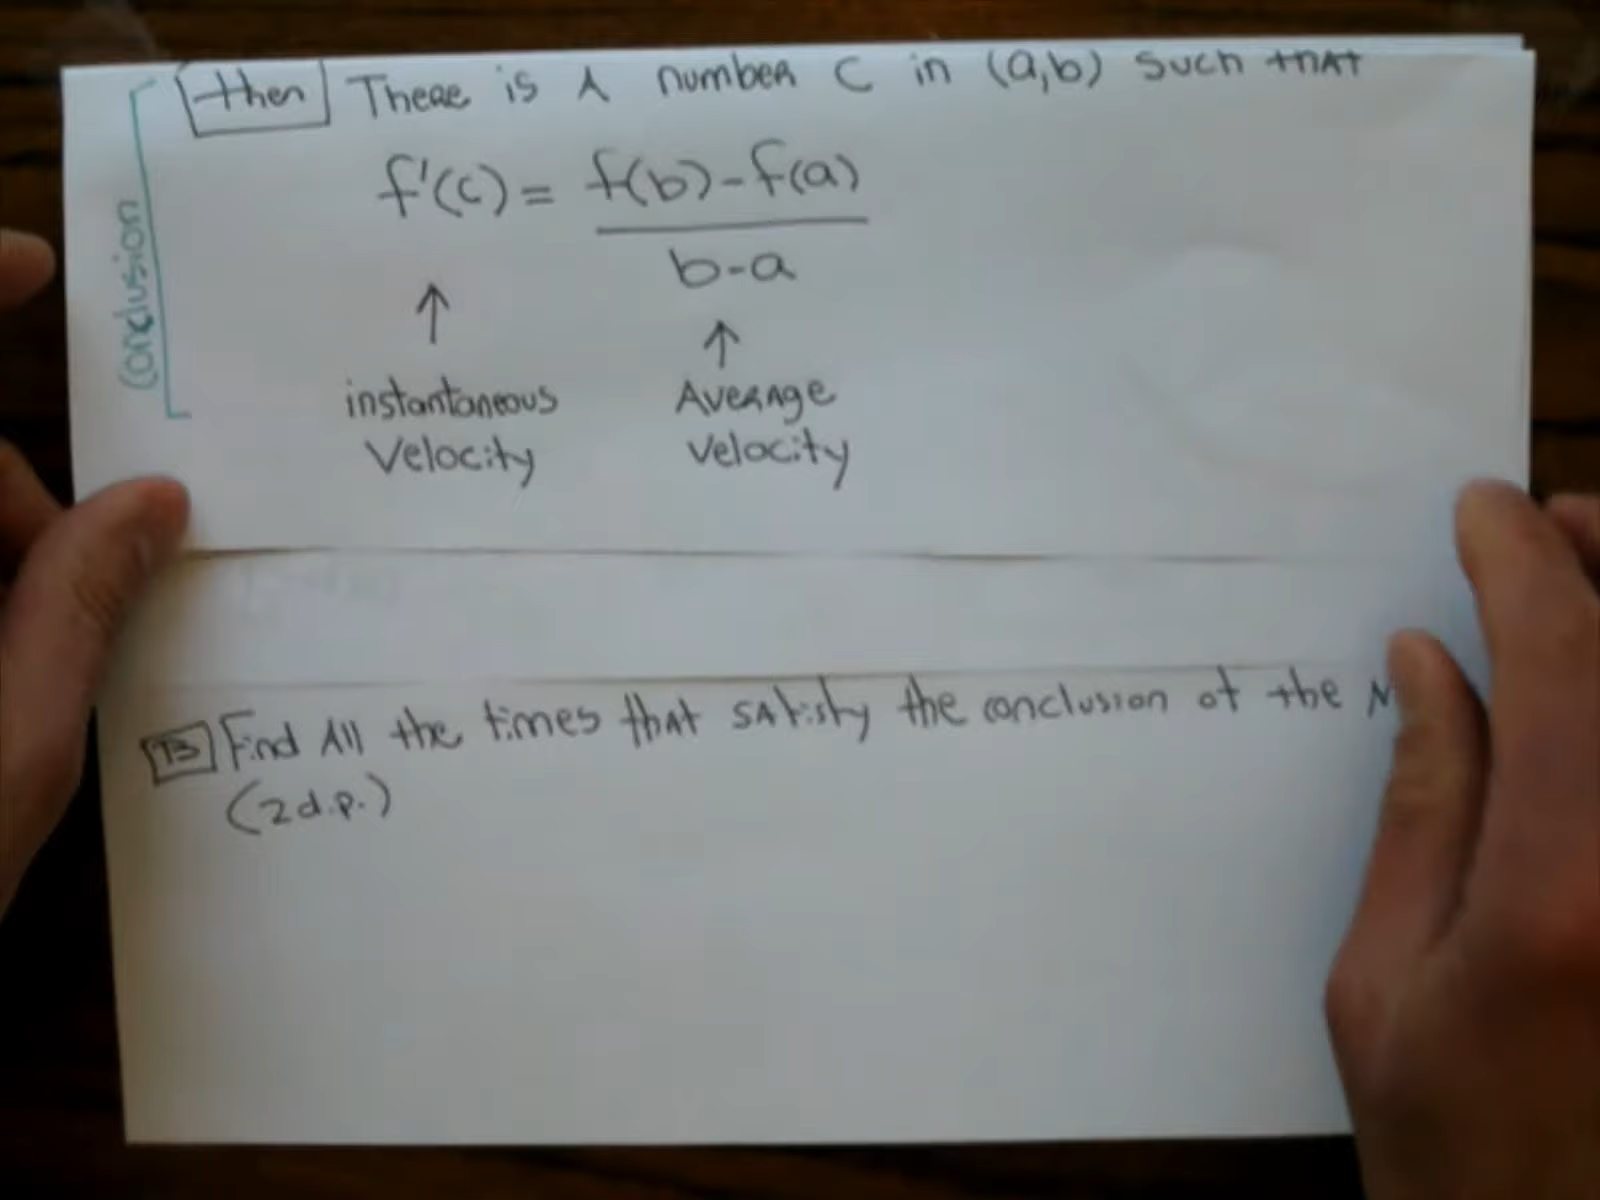 then There is A number C in (a,b) such that
f'(c) = f(b)-f(a)
b-a
↑ ↑
instantaneous Average
Velocity Velocity
Conclusion
13 Find All the times that satisfy the conclusion of the
(2 d.p.)